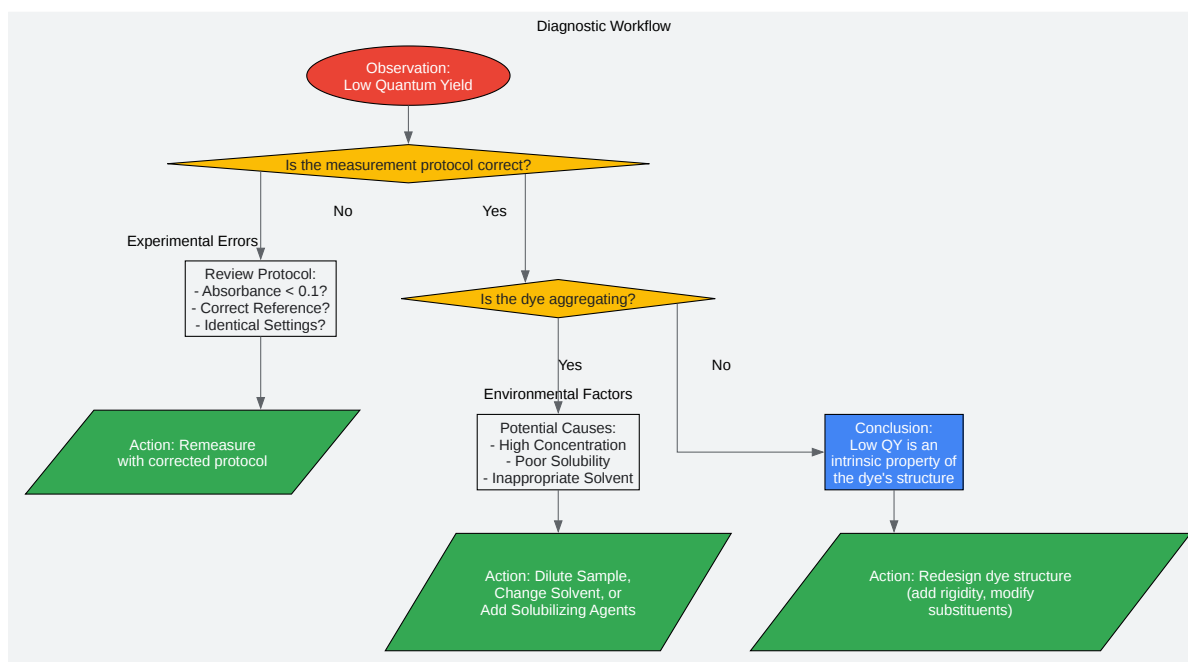 Diagnostic Workflow
Observation:
Low Quantum Yield
Is the measurement protocol correct?
No
Yes
Experimental Errors
Review Protocol:
- Absorbance < 0.1?
- Correct Reference?
- Identical Settings?
Is the dye aggregating?
Yes
No
Environmental Factors
Potential Causes:
- High Concentration
- Poor Solubility
- Inappropriate Solvent
Conclusion:
Low QY is an
intrinsic property of
the dye's structure
Action: Remeasure
with corrected protocol
Action: Dilute Sample,
Change Solvent, or
Add Solubilizing Agents
Action: Redesign dye structure
(add rigidity, modify
substituents)